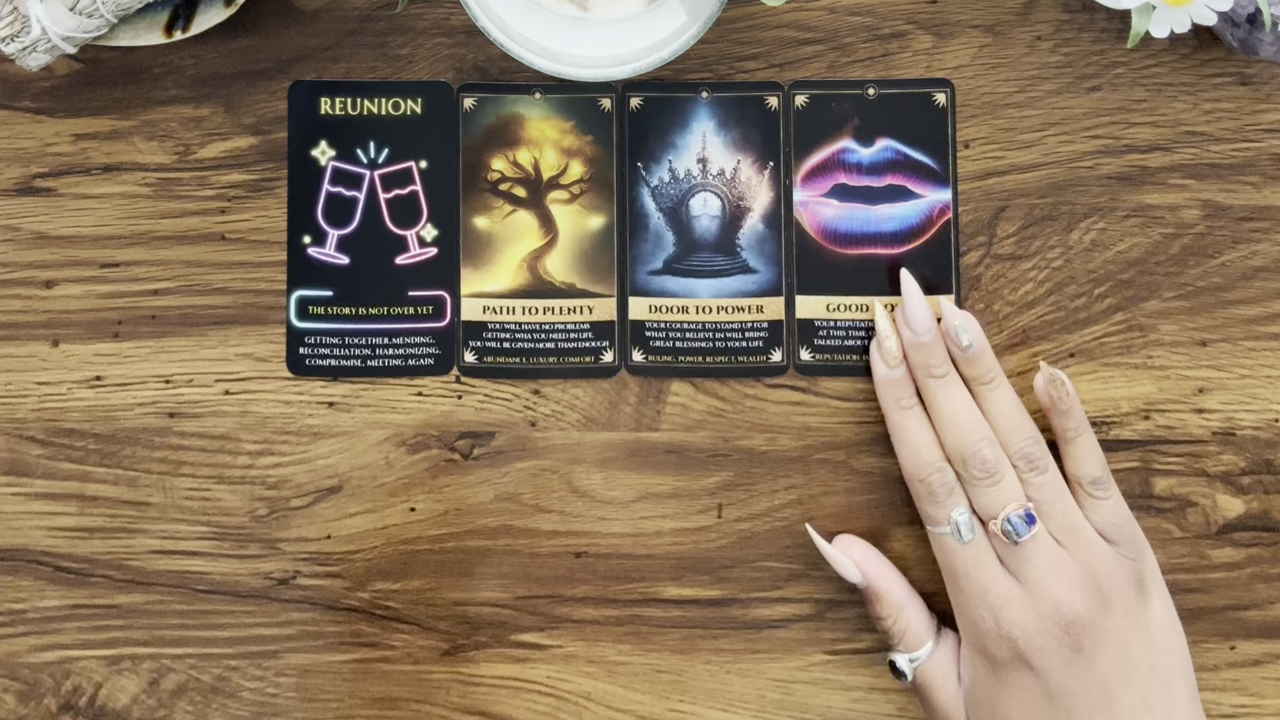 REUNION
THE STORY IS NOT OVER YET
GETTING TOGETHER,MENDING,
RECONCILIATION, HARMONIZING.
COMPROMISE, MEETING AGAIN
PATH TO PLENTY
YOU WILL HAVE NO PROBLEMS
GETTING WHA YOU NEED IN LIFE.
YOU WILL BE GIVEN MORE THAN ENOUGH
ABUNDANCE, LUXURY, COMFORT
DOOR TO POWER
YOUR COURAGE TO STAND UP FOR
WHAT YOU BELIEVE IN WILL BRING
GREAT BLESSINGS TO YOUR LIFE
RULING, POWER, RESPECT, WEALTH
GOOD
YOUR
AT THIS TIME,
TALKED
REPUTATION